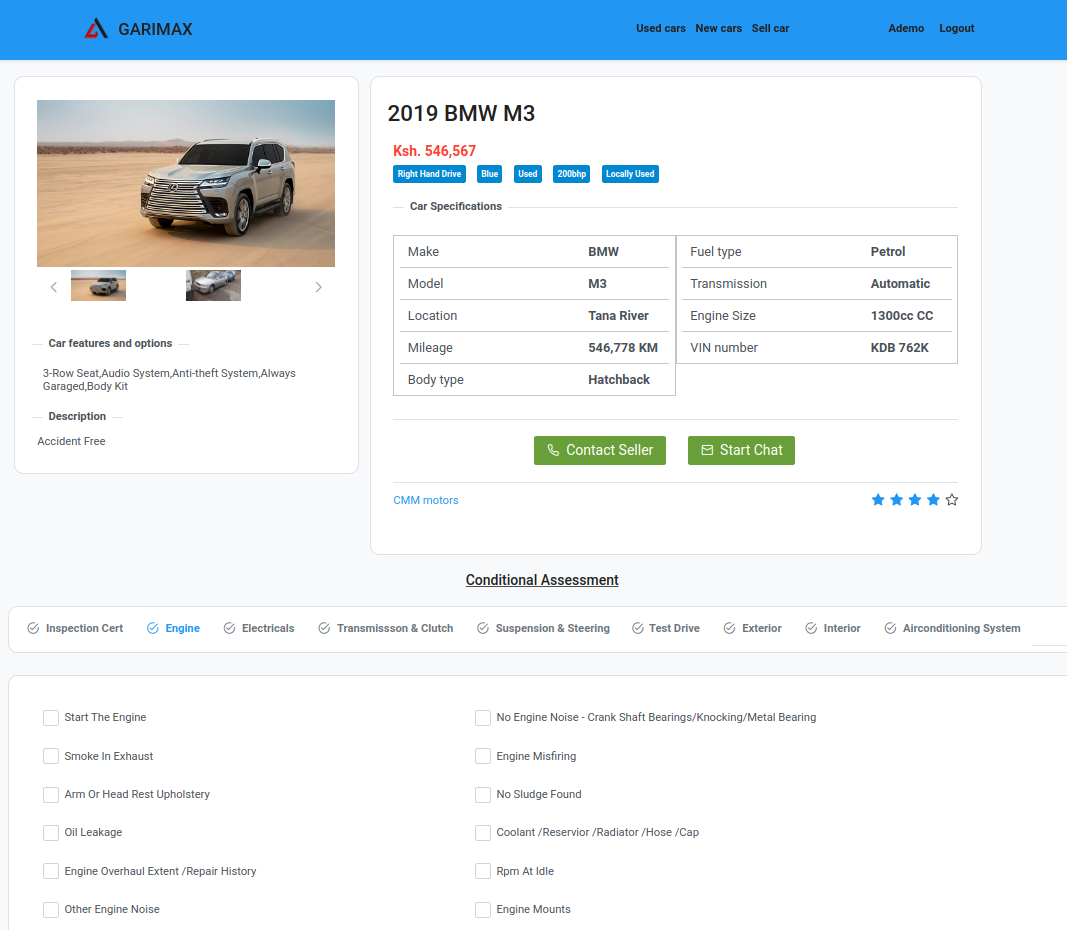 GARIMAX
Used cars New cars Sell car
Ademo Logout
2019 BMW M3
Ksh. 546,567
Right Hand Drive Blue Used 200bhp Locally Used
Car Specifications
Make BMW
Model M3
Location Tana River
Mileage 546,778 KM
Body type Hatchback
Fuel type Petrol
Transmission Automatic
Engine Size 1300cc CC
VIN number KDB 762K
Car features and options
3-Row Seat,Audio System,Anti-theft System,Always
Garaged,Body Kit
Description
Accident Free
Contact Seller Start Chat
CMM motors
Conditional Assessment
Inspection Cert Engine Electricals Transmissson & Clutch Suspension & Steering Test Drive Exterior Interior Airconditioning System
Start The Engine
No Engine Noise - Crank Shaft Bearings/Knocking/Metal Bearing
Smoke In Exhaust
Engine Misfiring
Arm Or Head Rest Upholstery
No Sludge Found
Oil Leakage
Coolant /Reservior /Radiator /Hose /Cap
Engine Overhaul Extent /Repair History
Rpm At Idle
Other Engine Noise
Engine Mounts